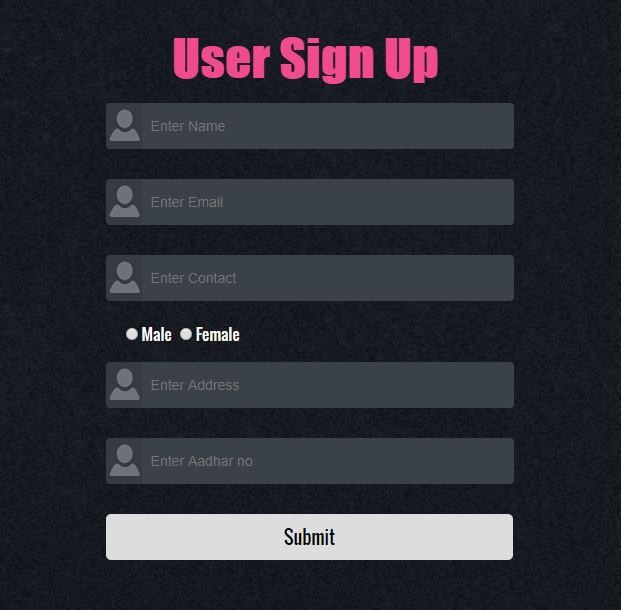 User Sign Up
Enter Name
Enter Email
Enter Contact
Male Female
Enter Address
Enter Aadhar no
Submit